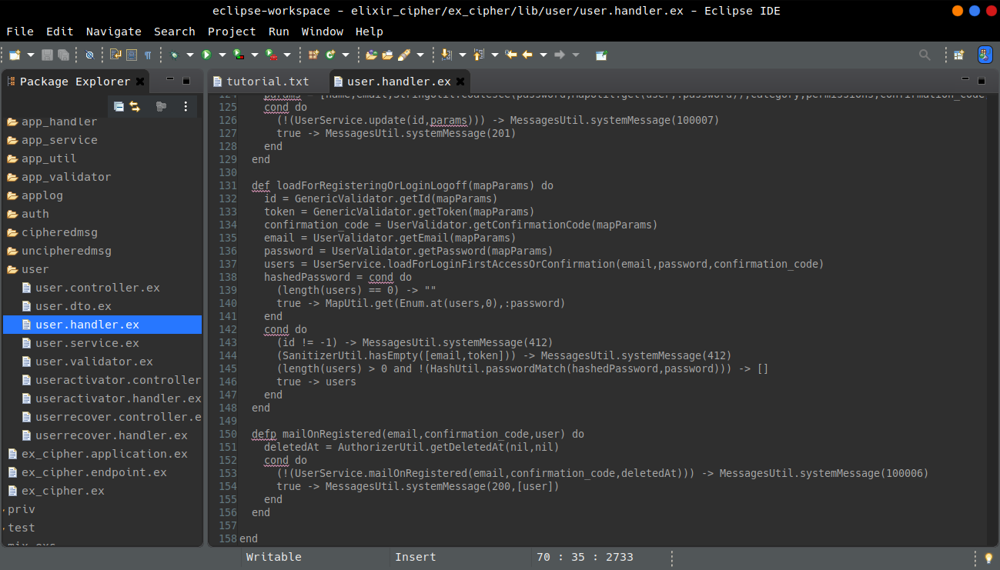 eclipse-workspace – elixir_cipher/ex_cipher/lib/user/user.handler.ex – Eclipse IDE
File Edit Navigate Search Project Run Window Help
Package Explorer
app_handler
app_service
app_util
app_validator
applog
auth
cipheredmsg
uncipheredmsg
user
user.controller.ex
user.dto.ex
user.handler.ex
user.service.ex
user.validator.ex
useractivator.controller
useractivator.handler.ex
userrecover.controller.e
userrecover.handler.ex
ex_cipher.application.ex
ex_cipher.endpoint.ex
ex_cipher.ex
priv
test
mix.exs
tutorial.txt user.handler.ex
124 params = [name,email,StringUtil.coalesce(password,MapUtil.get(user,:password)),category,permissions,confirmation_code
125 cond do
126 (!(UserService.update(id,params))) -> MessagesUtil.systemMessage(100007)
127 true -> MessagesUtil.systemMessage(201)
128 end
129 end
130
131 def loadForRegisteringOrLoginLogoff(mapParams) do
132 id = GenericValidator.getId(mapParams)
133 token = GenericValidator.getToken(mapParams)
134 confirmation_code = UserValidator.getConfirmationCode(mapParams)
135 email = UserValidator.getEmail(mapParams)
136 password = UserValidator.getPassword(mapParams)
137 users = UserService.loadForLoginFirstAccessOrConfirmation(email,password,confirmation_code)
138 hashedPassword = cond do
139 (length(users) == 0) -> ""
140 true -> MapUtil.get(Enum.at(users,0),:password)
141 end
142 cond do
143 (id != -1) -> MessagesUtil.systemMessage(412)
144 (SanitizerUtil.hasEmpty([email,token])) -> MessagesUtil.systemMessage(412)
145 (length(users) > 0 and !(HashUtil.passwordMatch(hashedPassword,password))) -> []
146 true -> users
147 end
148 end
149
150 defp mailOnRegistered(email,confirmation_code,user) do
151 deletedAt = AuthorizerUtil.getDeletedAt(nil,nil)
152 cond do
153 (!(UserService.mailOnRegistered(email,confirmation_code,deletedAt))) -> MessagesUtil.systemMessage(100006)
154 true -> MessagesUtil.systemMessage(200,[user])
155 end
156 end
157
158 end
Writable Insert 70 : 35 : 2733